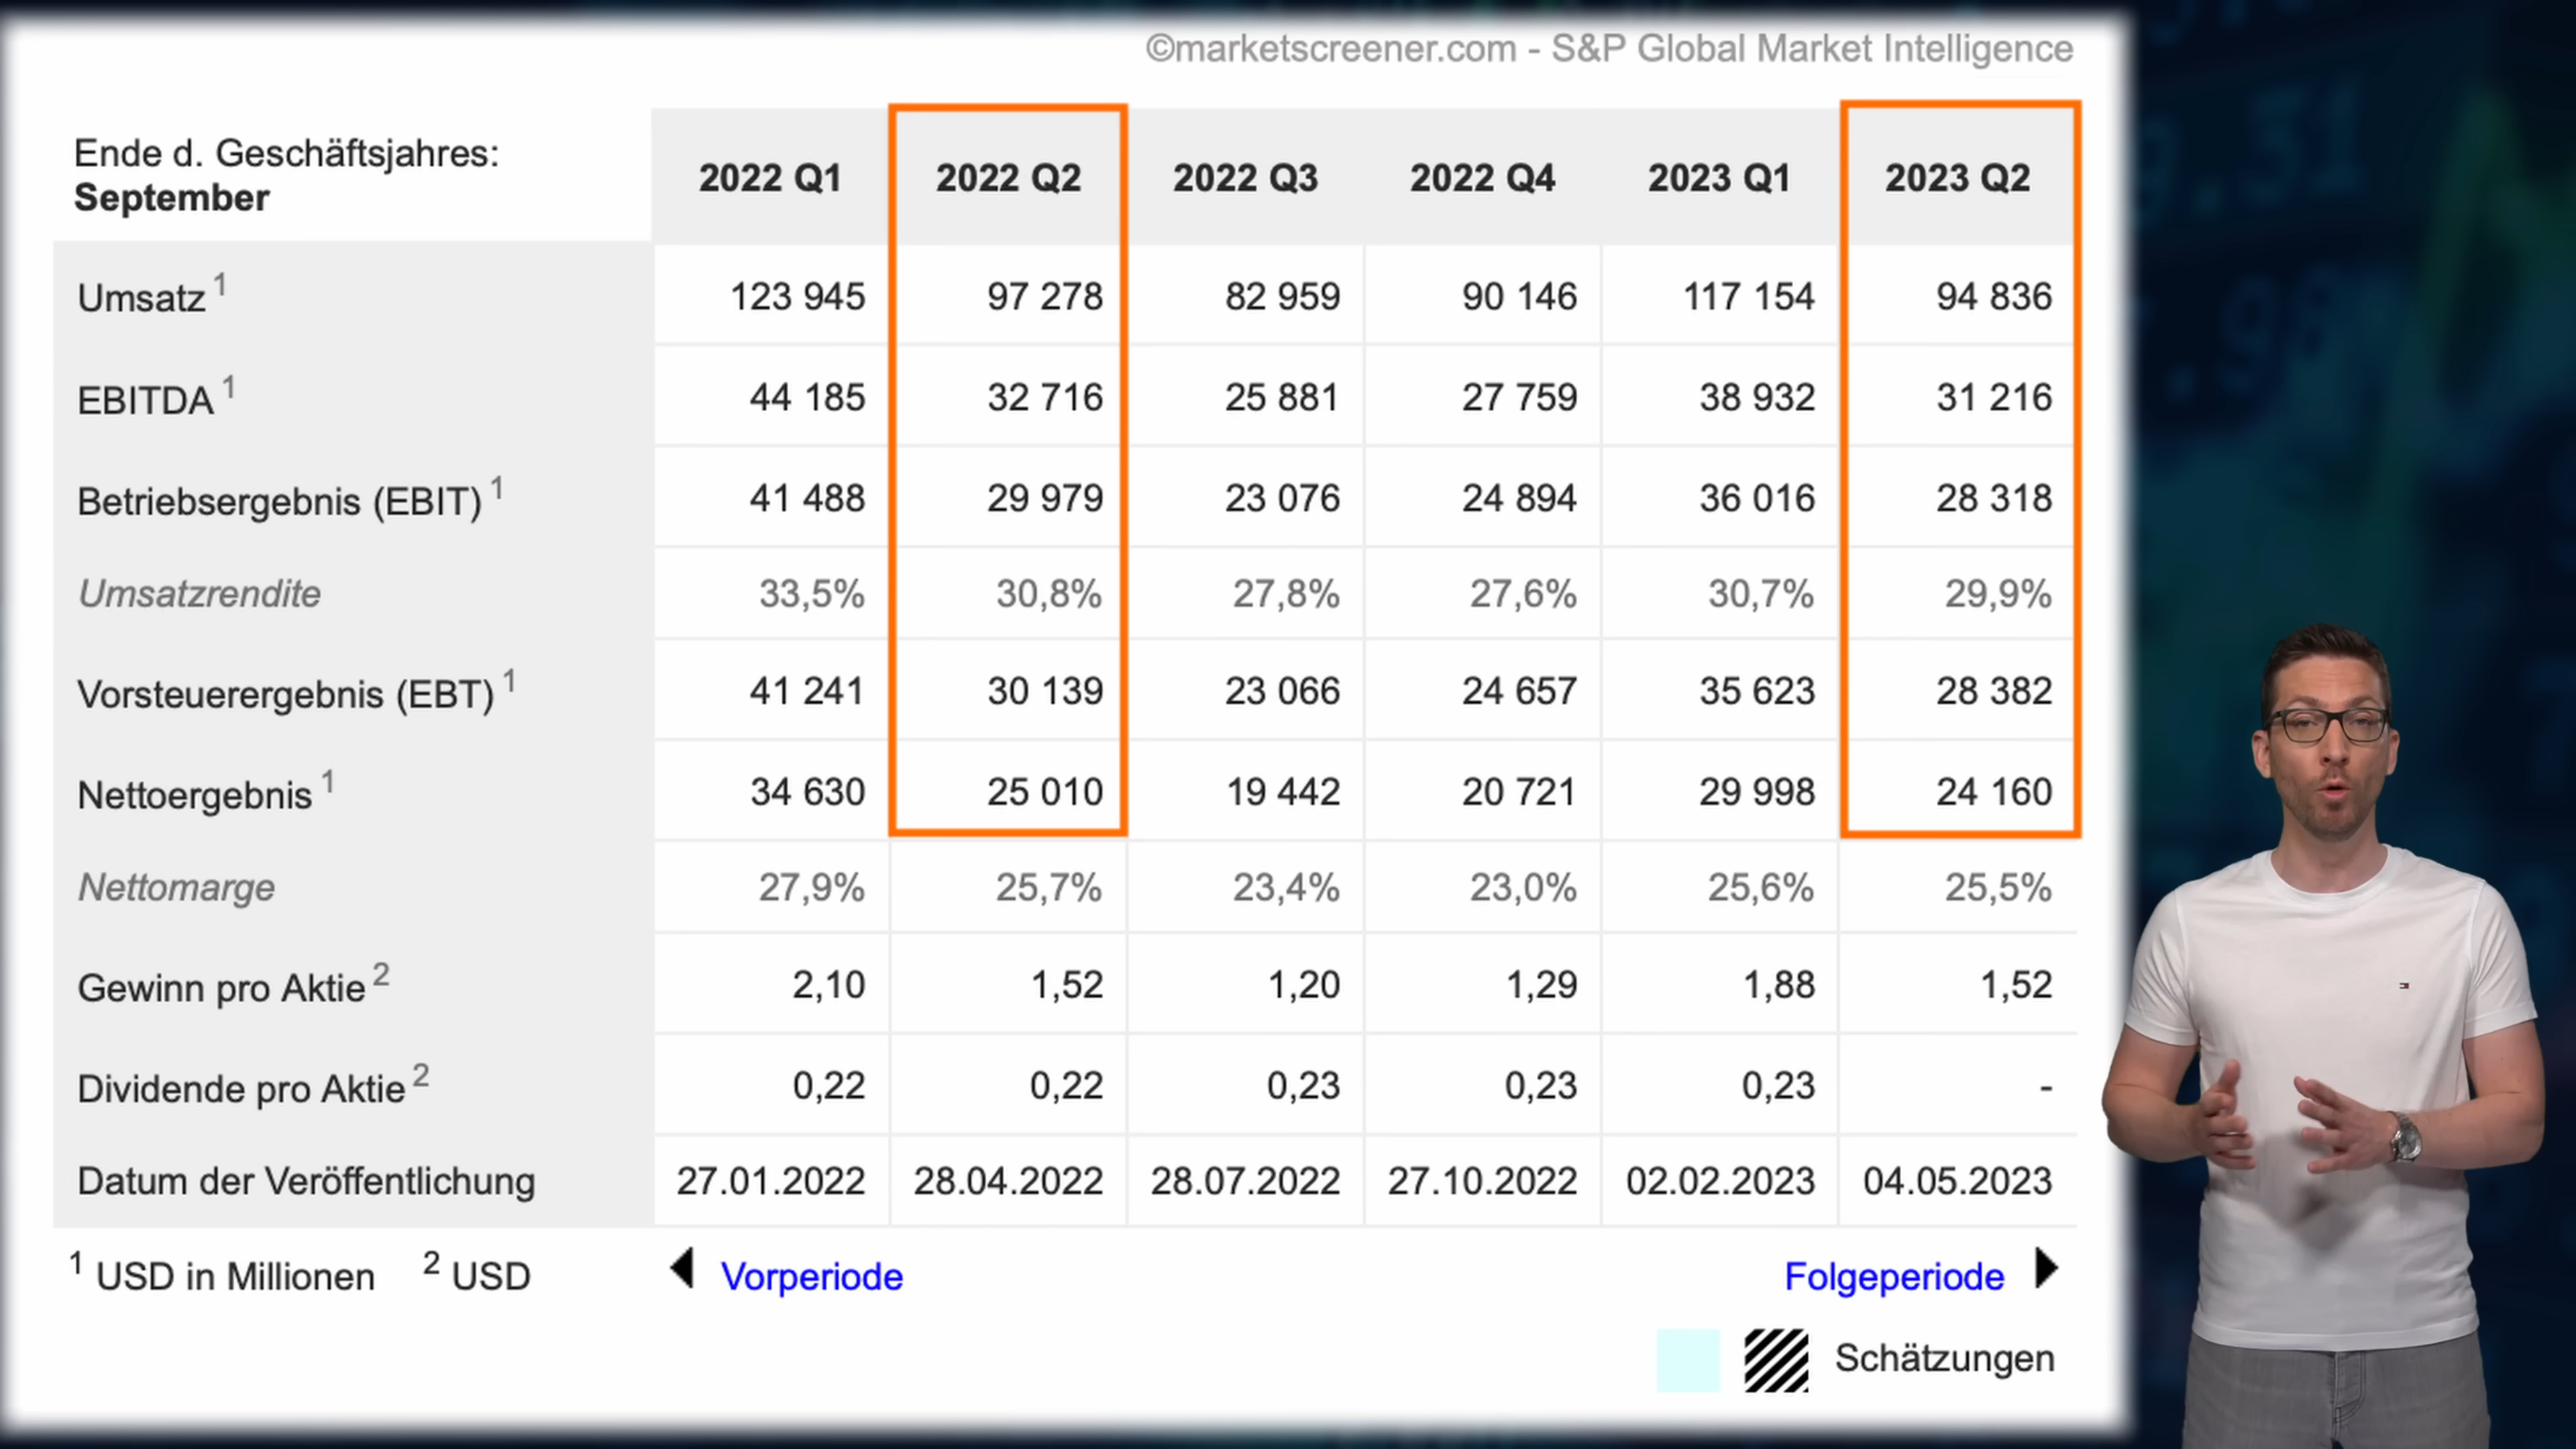 ©marketscreener.com - S&P Global Market Intelligence
Ende d. Geschäftsjahres: September 2022 Q1 2022 Q2 2022 Q3 2022 Q4 2023 Q1 2023 Q2
Umsatz 1 123 945 97 278 82 959 90 146 117 154 94 836
EBITDA 1 44 185 32 716 25 881 27 759 38 932 31 216
Betriebsergebnis (EBIT) 1 41 488 29 979 23 076 24 894 36 016 28 318
Umsatzrendite 33,5% 30,8% 27,8% 27,6% 30,7% 29,9%
Vorsteuerergebnis (EBT) 1 41 241 30 139 23 066 24 657 35 623 28 382
Nettoergebnis 1 34 630 25 010 19 442 20 721 29 998 24 160
Nettomarge 27,9% 25,7% 23,4% 23,0% 25,6% 25,5%
Gewinn pro Aktie 2 2,10 1,52 1,20 1,29 1,88 1,52
Dividende pro Aktie 2 0,22 0,22 0,23 0,23 0,23 -
Datum der Veröffentlichung 27.01.2022 28.04.2022 28.07.2022 27.10.2022 02.02.2023 04.05.2023
1 USD in Millionen 2 USD Vorperiode Folgeperiode
Schätzungen